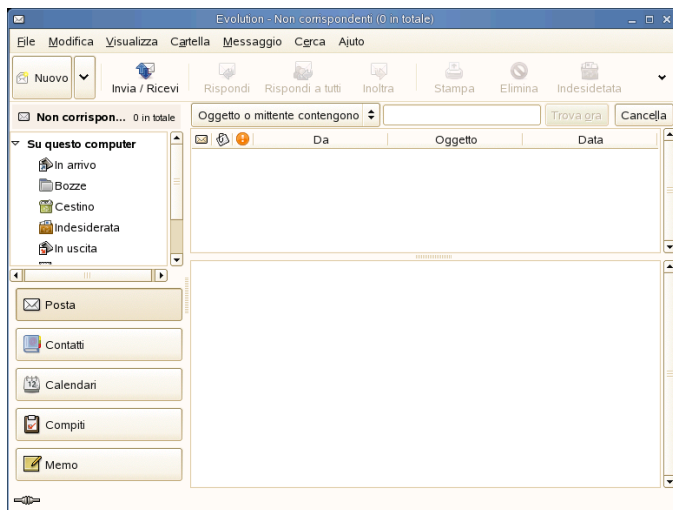 Evolution - Non corrispondenti (0 in totale)
File Modifica Visualizza Cartella Messaggio Cerca Aiuto
Nuovo Invia / Ricevi Rispondi Rispondi a tutti Inoltra Stampa Elimina Indesidetata
Non corrispon... 0 in totale
Oggetto o mittente contengono Trova ora Cancella
Da Oggetto Data
Su questo computer
In arrivo
Bozze
Cestino
Indesiderata
In uscita
Posta
Contatti
12 Calendari
Compiti
Memo